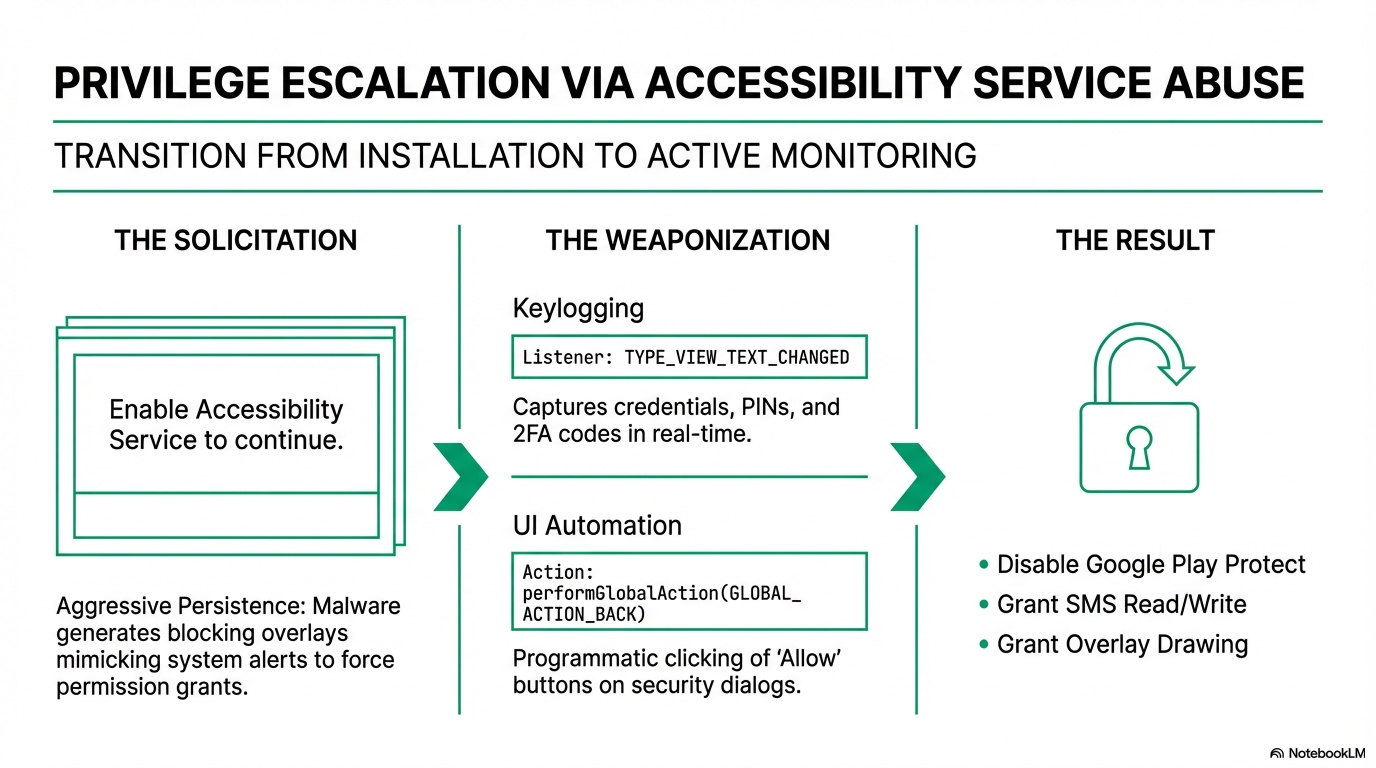 PRIVILEGE ESCALATION VIA ACCESSIBILITY SERVICE ABUSE
TRANSITION FROM INSTALLATION TO ACTIVE MONITORING
THE SOLICITATION
Enable Accessibility
Service to continue.
Aggressive Persistence: Malware
generates blocking overlays
mimicking system alerts to force
permission grants.
THE WEAPONIZATION
Keylogging
Listener: TYPE_VIEW_TEXT_CHANGED
Captures credentials, PINs, and
2FA codes in real-time.
UI Automation
Action:
performGlobalAction(GLOBAL_
ACTION_BACK)
Programmatic clicking of ‘Allow’
buttons on security dialogs.
THE RESULT
• Disable Google Play Protect
• Grant SMS Read/Write
• Grant Overlay Drawing
NotebookLM